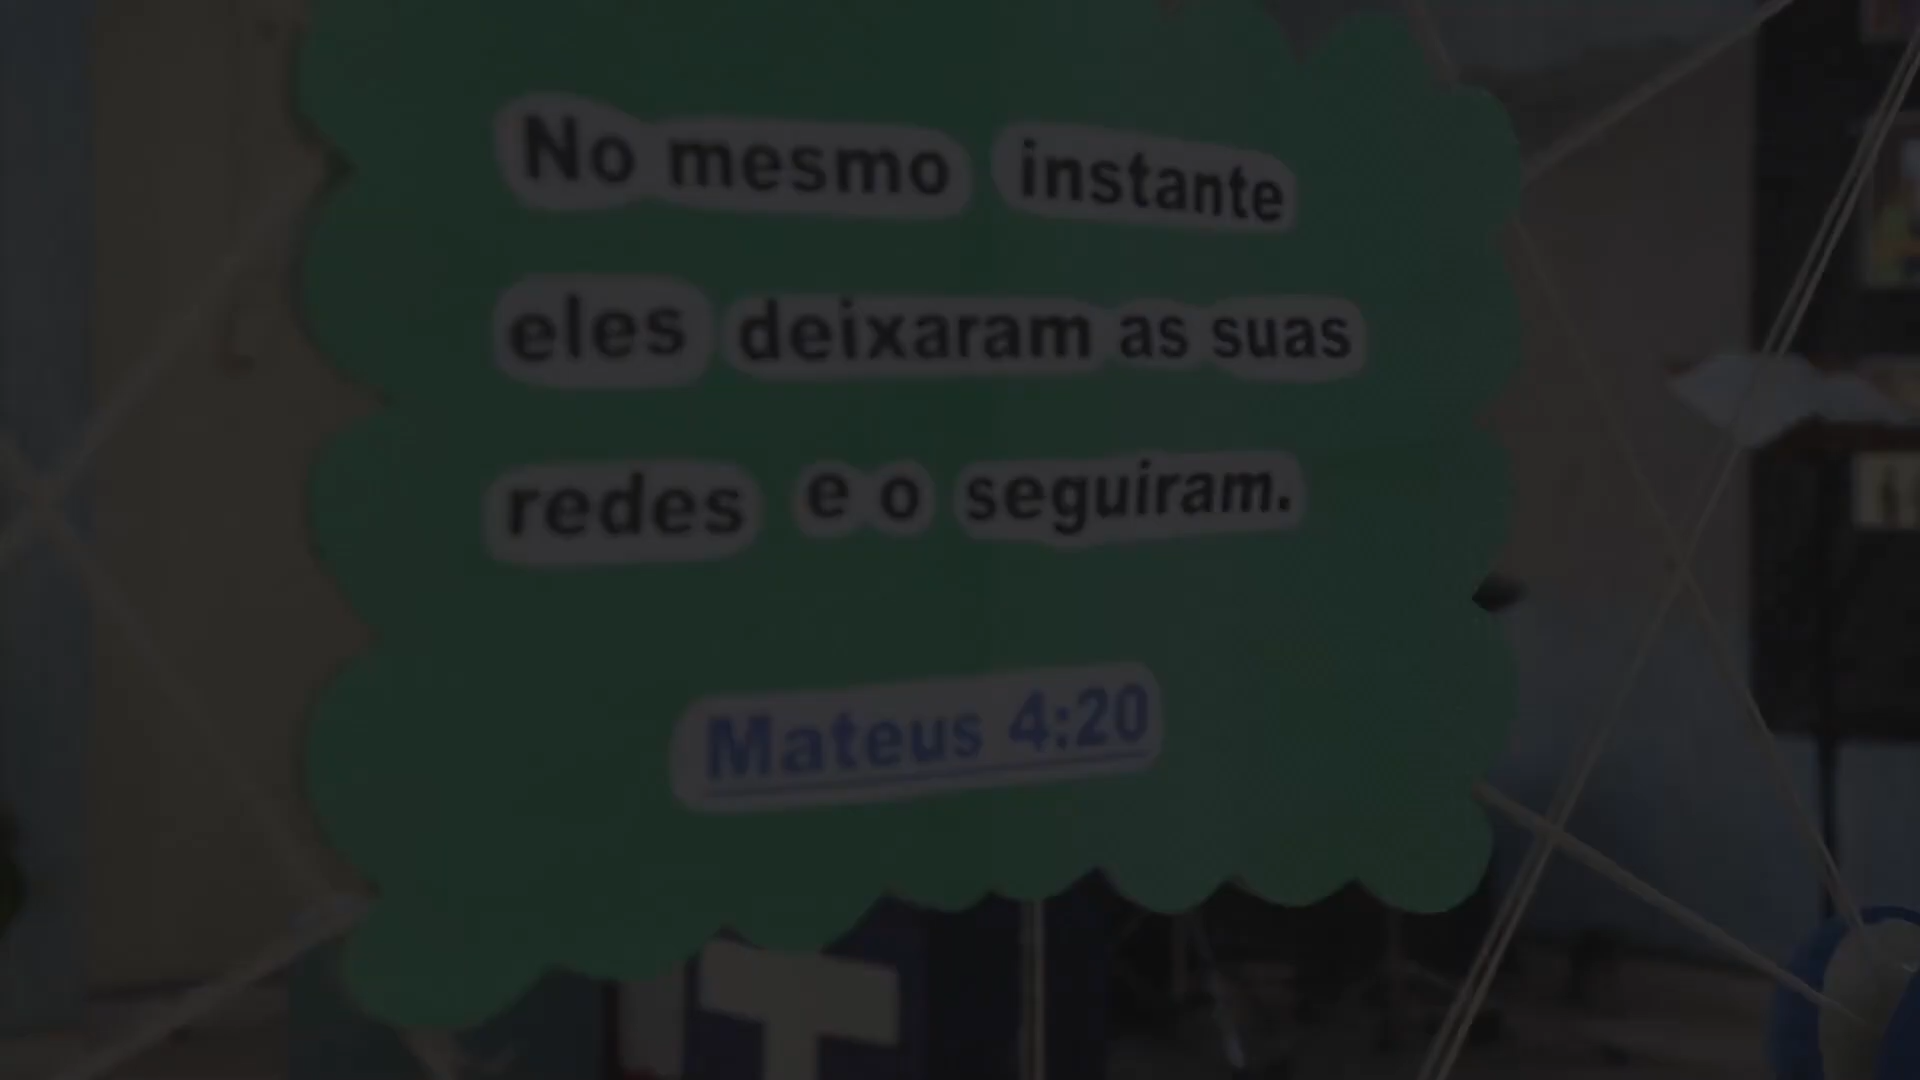 No mesmo instante
eles deixaram as suas
redes e o seguiram.
Mateus 4:20